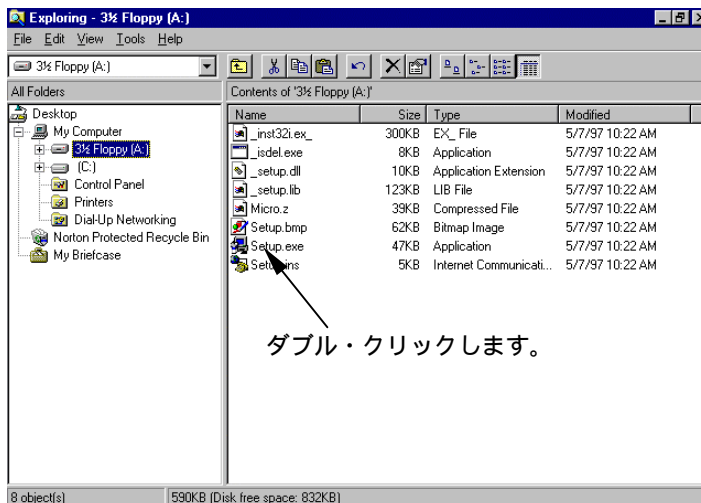 Exploring - 3½ Floppy (A:)
File Edit View Tools Help
3½ Floppy (A:)
All Folders
Contents of '3½ Floppy (A:)'
Desktop
My Computer
3½ Floppy (A:)
(C:)
Control Panel
Printers
Dial-Up Networking
Norton Protected Recycle Bin
My Briefcase
Name Size Type Modified
_inst32i.ex_ 300KB EX_ File 5/7/97 10:22 AM
_isdel.exe 8KB Application 5/7/97 10:22 AM
_setup.dll 10KB Application Extension 5/7/97 10:22 AM
_setup.lib 123KB LIB File 5/7/97 10:22 AM
Micro.z 39KB Compressed File 5/7/97 10:22 AM
Setup.bmp 62KB Bitmap Image 5/7/97 10:22 AM
Setup.exe 47KB Application 5/7/97 10:22 AM
Setup.ins 5KB Internet Communicati... 5/7/97 10:22 AM
ダブル・クリックします。
8 object(s) 590KB (Disk free space: 832KB)